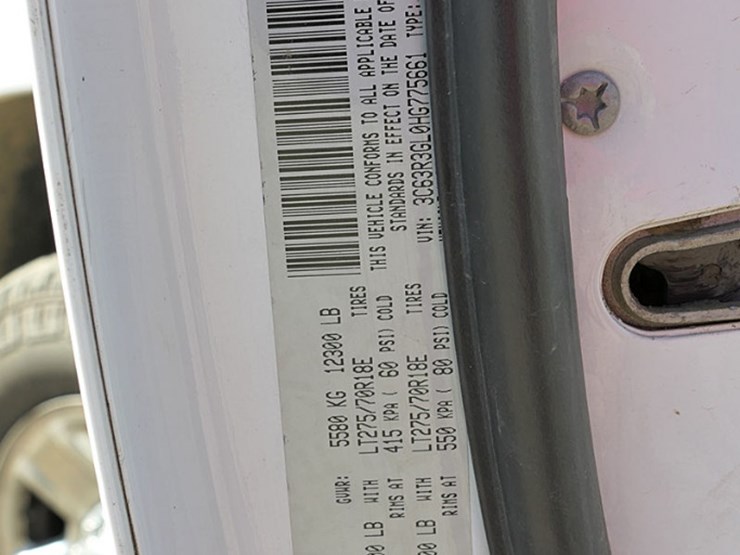 GVWR: 5580 KG 12300 LB
00 LB WITH LT275/70R18E TIRES
RIMS AT 415 KPA ( 60 PSI) COLD
00 LB WITH LT275/70R18E TIRES
RIMS AT 550 KPA ( 80 PSI) COLD
THIS VEHICLE CONFORMS TO ALL APPLICABLE
STANDARDS IN EFFECT ON THE DATE OF
VIN: 3C63R3GL0HG775661 TYPE: